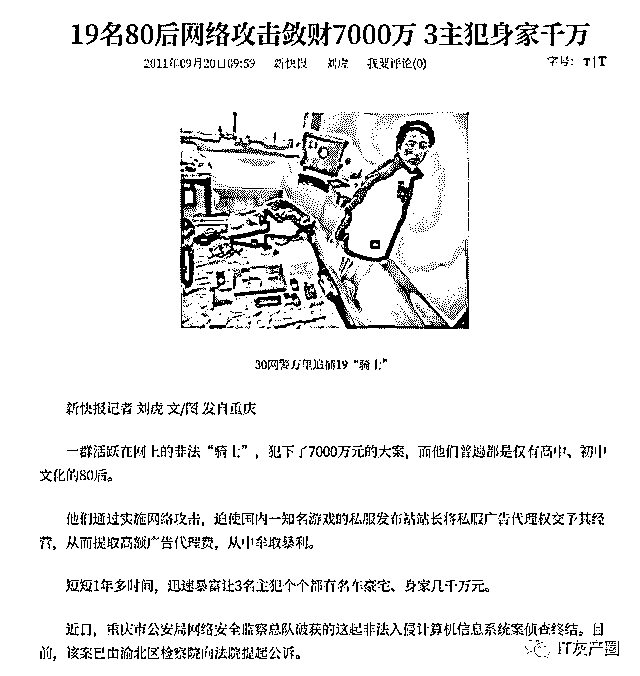 19名80后网络攻击敛财7000万 3主犯身家千万
2011年09月20日09:59 新快报 刘虎 我要评论(0) 字号：T|T
30网警万里追捕19“骑士”
新快报记者 刘虎 文/图 发自重庆
一群活跃在网上的非法“骑士”，犯下了7000万元的大案，而他们普遍都是仅有高中、初中
文化的80后。
他们通过实施网络攻击，迫使国内一知名游戏的私服发布站站长将私服广告代理权交予其经
营，从而提取高额广告代理费，从中牟取暴利。
短短1年多时间，迅速暴富让3名主犯个个都有名车豪宅、身家几千万元。
近日，重庆市公安局网络安全监察总队破获的这起非法入侵计算机信息系统案侦查终结。目
前，该案已由渝北区检察院向法院提起公诉。
IT灰产圈